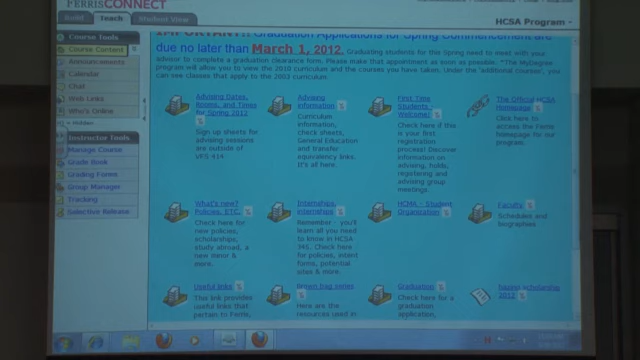 FERRISCONNECT
Build Teach Student View
HCSA Program
Course Tools
Course Content
Announcements
Calendar
Chat
Web Links
Who's Online
Hidden
Instructor Tools
Manage Course
Grade Book
Grading Forms
Group Manager
Tracking
Selective Release
IMPORTANT!! Graduation Applications for Spring Commencement are
due no later than March 1, 2012. Graduating students for this Spring need to meet with your
advisor to complete a graduation clearance form. Please make that appointment as soon as possible. "The MyDegree
program will allow you to view the 2010 curriculum and the courses you have taken. Under the 'additional courses', you
can see classes that apply to the 2003 curriculum.
Advising Dates,
Rooms, and Times
for Spring 2012
Sign up sheets for
advising sessions
are outside of
VFS 414
Advising
Information
Curriculum
information,
check sheets,
General Education
and transfer
equivalency links.
It's all here.
First Time
Students
Welcome!
Check here if this
is your first
registration
process! Discover
information on
advising, holds,
registering and
advising group
meetings.
The Official HCSA
Homepage
Click here to
access the Ferris
homepage for our
program.
What's new?
Policies, ETC.
Check here for
new policies,
scholarships,
study abroad, a
new minor &
more.
Internships,
internships
Remember - you'll
learn all you need
to know in HCSA
340. Check here
for policies, intent
forms, potential
sites & more
HCMA - Student
Organization
Faculty
Schedules and
biographies
Useful links
This link provides
useful links that
pertain to Ferris,
Brown bag series
Here are the
resources used in
Graduation
Check here for a
graduation
application,
scholarship
2012